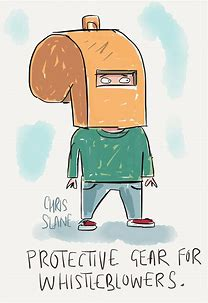 CHRIS
SLANE
PROTECTIVE GEAR FOR
WHISTLEBLOWERS.